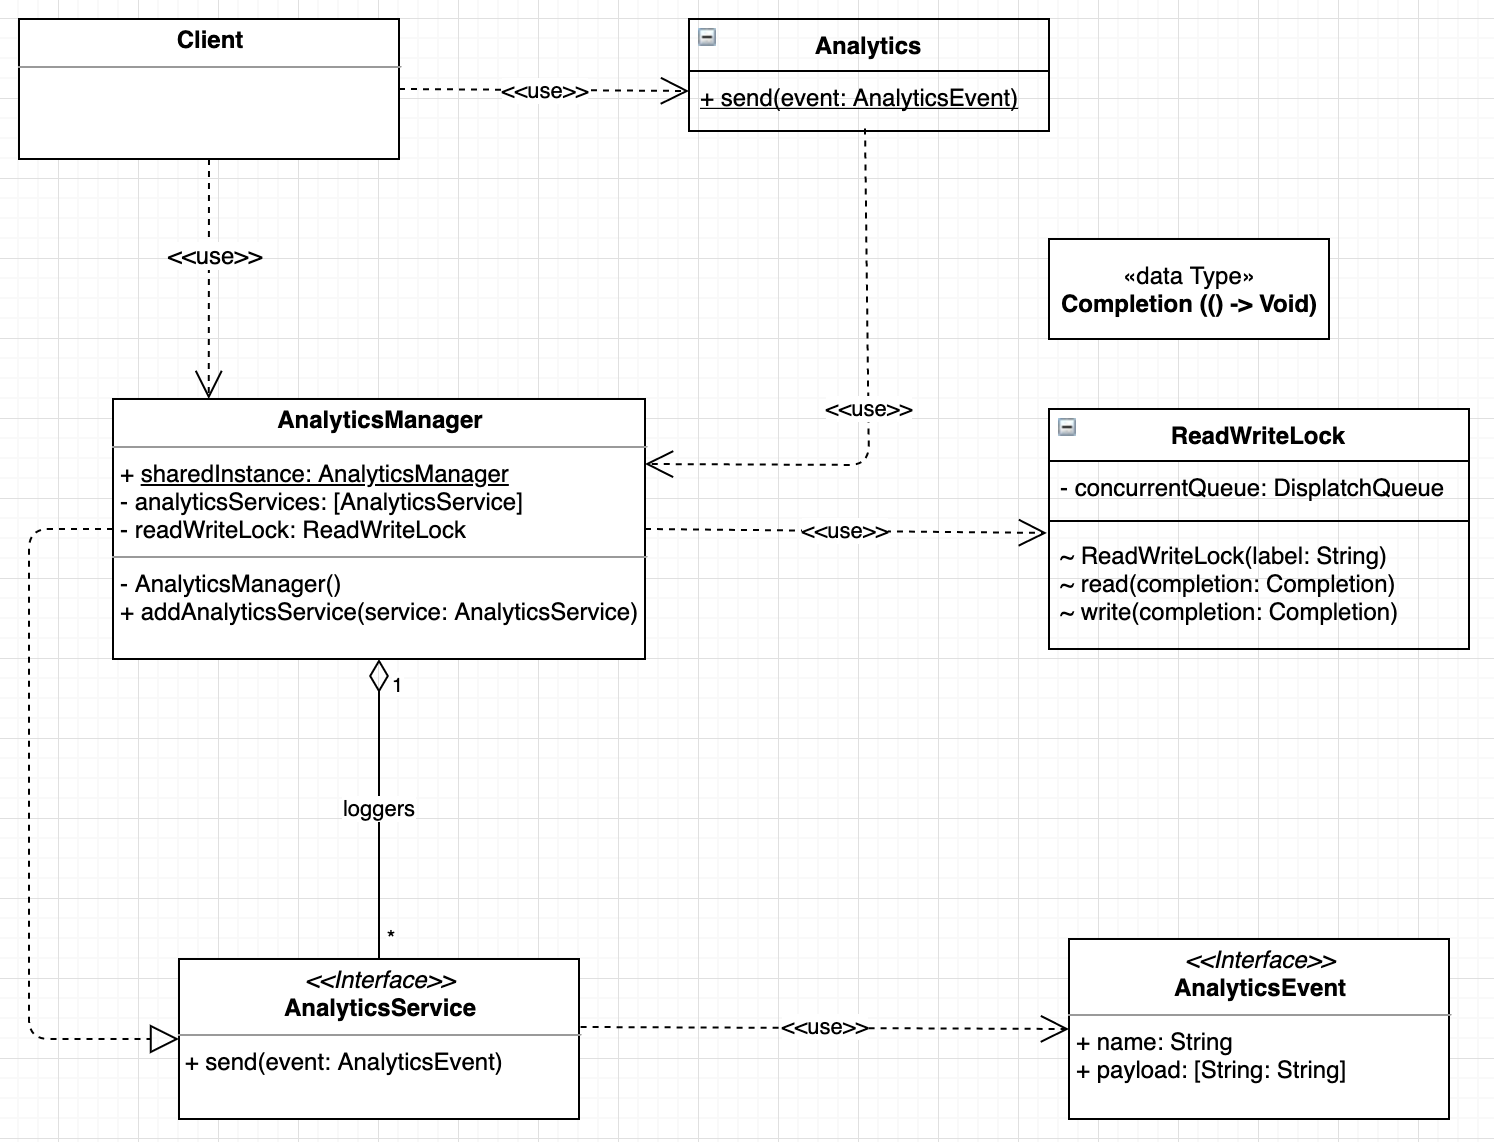 Client
Analytics
+ send(event: AnalyticsEvent)
<<use>>
<<use>>
«data Type»
Completion (() -> Void)
<<use>>
AnalyticsManager
+ sharedInstance: AnalyticsManager
- analyticsServices: [AnalyticsService]
- readWriteLock: ReadWriteLock
- AnalyticsManager()
+ addAnalyticsService(service: AnalyticsService)
<<use>>
ReadWriteLock
- concurrentQueue: DisplatchQueue
~ ReadWriteLock(label: String)
~ read(completion: Completion)
~ write(completion: Completion)
1
loggers
*
<<Interface>>
AnalyticsService
+ send(event: AnalyticsEvent)
<<use>>
<<Interface>>
AnalyticsEvent
+ name: String
+ payload: [String: String]